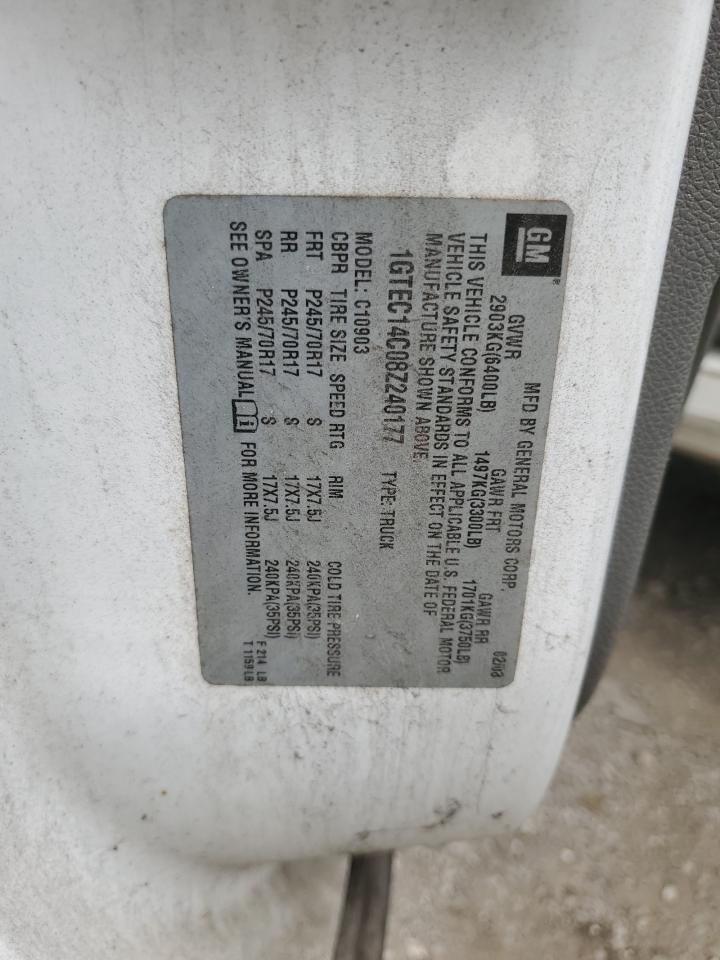 GM
MFD BY GENERAL MOTORS CORP. 02/08
GVWR GAWR FRT GAWR RR
2903KG(6400LB) 1497KG(3300LB) 1701KG(3750LB)
THIS VEHICLE CONFORMS TO ALL APPLICABLE U.S. FEDERAL MOTOR
VEHICLE SAFETY STANDARDS IN EFFECT ON THE DATE OF
MANUFACTURE SHOWN ABOVE.
1GTEC14C08Z240177 TYPE: TRUCK
MODEL: C10903
CBPR TIRE SIZE SPEED RTG RIM COLD TIRE PRESSURE
FRT P245/70R17 S 17X7.5J 240KPA(35PSI)
RR P245/70R17 S 17X7.5J 240KPA(35PSI)
SPA P245/70R17 S 17X7.5J 240KPA(35PSI)
SEE OWNER'S MANUAL i FOR MORE INFORMATION.
F 214 LB
T 1159 LB